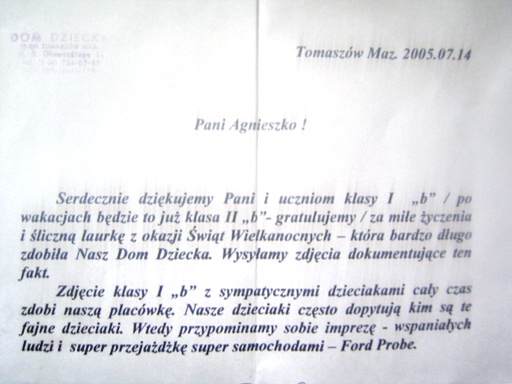 DOM DZIECKA
Tomaszów Maz. 2005.07.14
Pani Agnieszko !
Serdecznie dziękujemy Pani i uczniom klasy I „b” / po
wakacjach będzie to już klasa II „b”- gratulujemy / za miłe życzenia
i śliczną laurkę z okazji Świąt Wielkanocnych – która bardzo długo
zdobiła Nasz Dom Dziecka. Wysyłamy zdjęcia dokumentujące ten
fakt.
Zdjęcie klasy I „b” z sympatycznymi dzieciakami cały czas
zdobi naszą placówkę. Nasze dzieciaki często dopytują kim są te
fajne dzieciaki. Wtedy przypominamy sobie imprezę - wspaniałych
ludzi i super przejażdżkę super samochodami – Ford Probe.